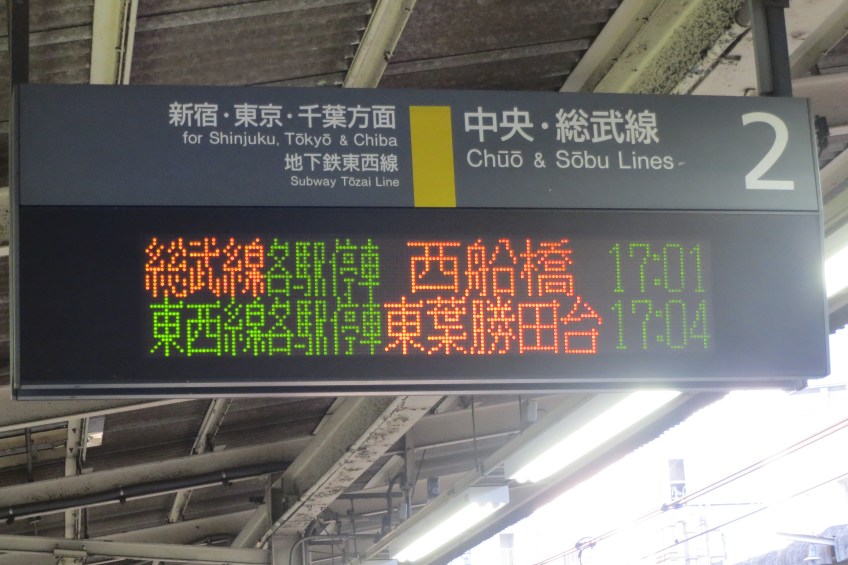 新宿・東京・千葉方面
for Shinjuku, Tōkyō & Chiba
地下鉄東西線
Subway Tōzai Line
中央・総武線
Chūō & Sōbu Lines
2
総武線各駅停車 西船橋 17:01
東西線各駅停車 東葉勝田台 17:04